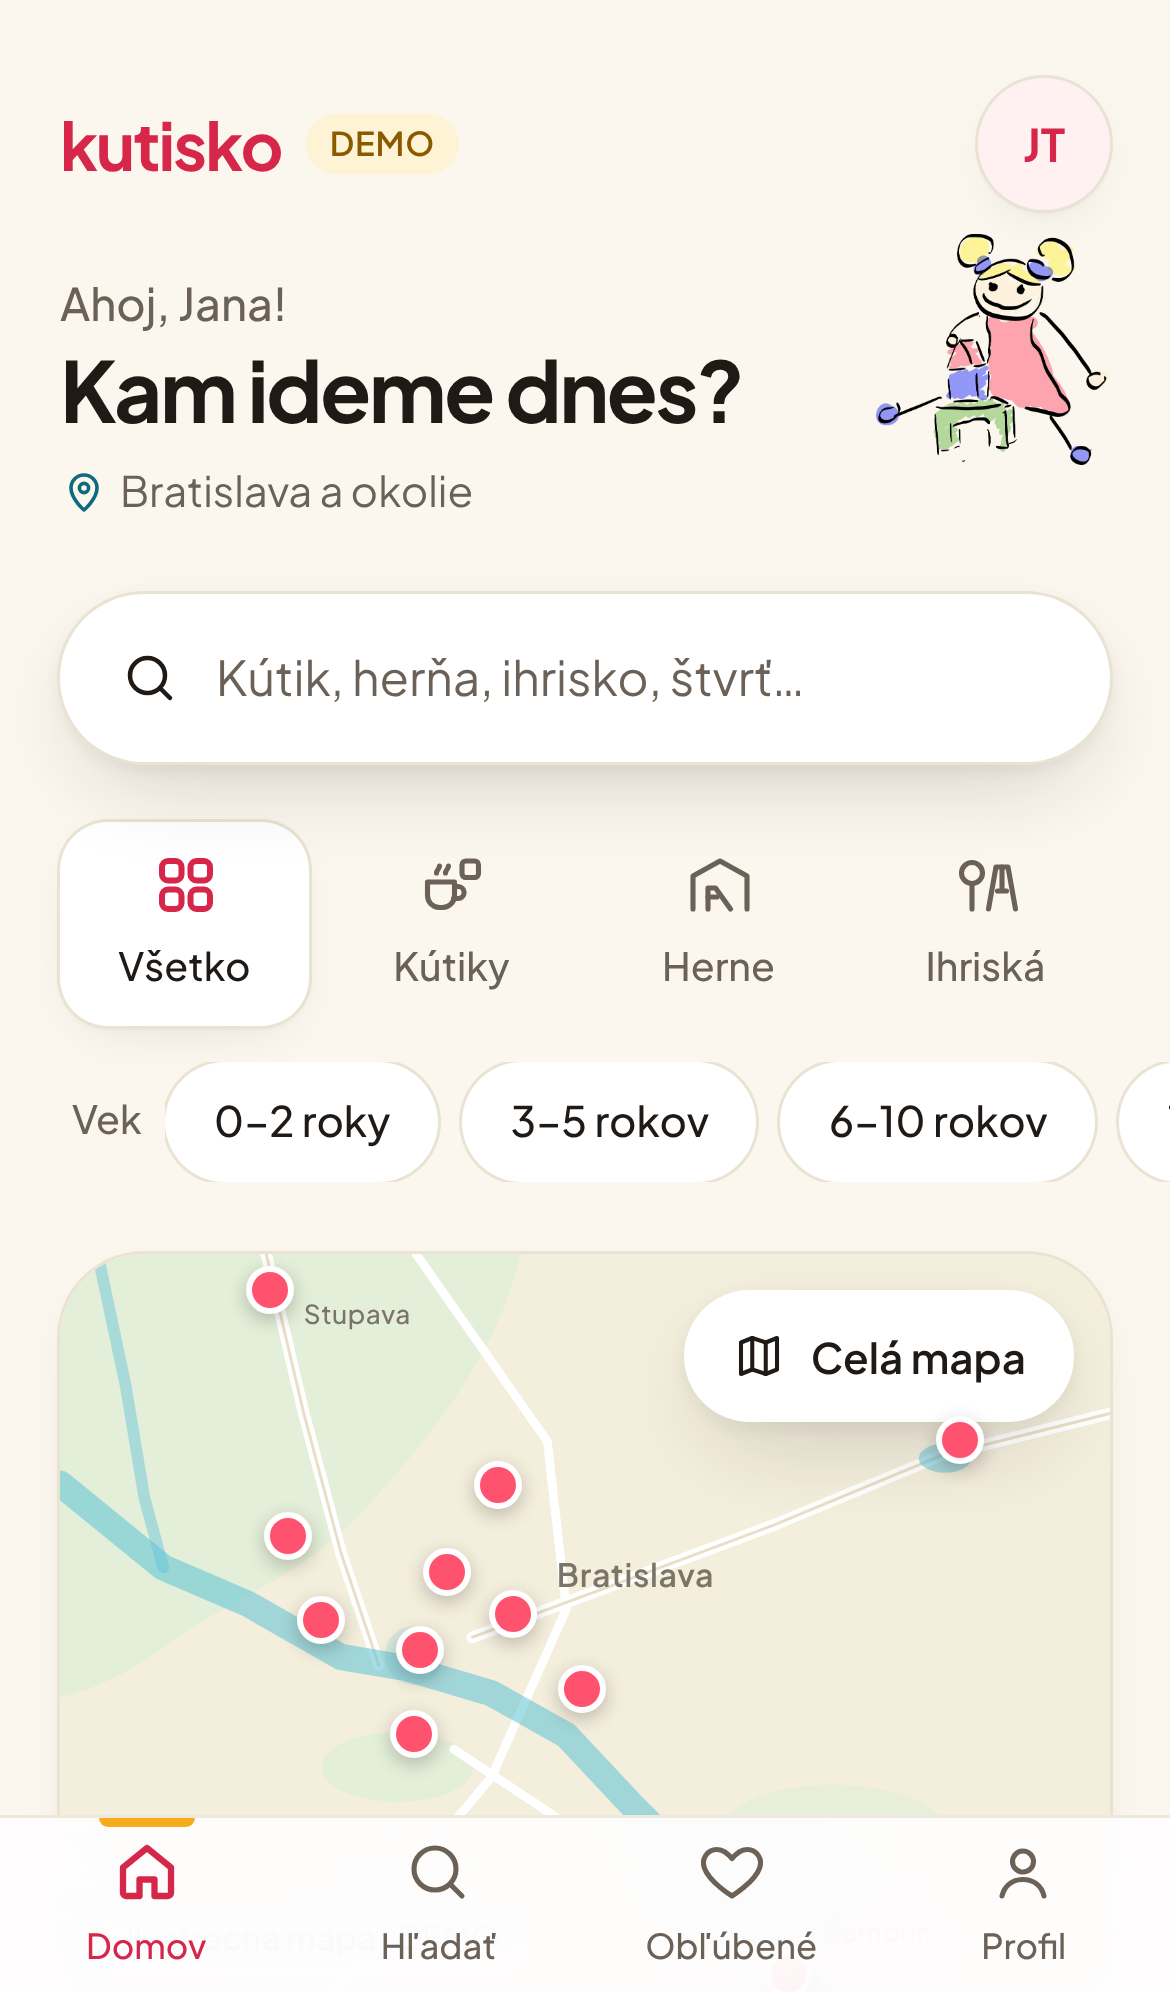 kutisko DEMO
JT
Ahoj, Jana!
Kam ideme dnes?
Bratislava a okolie
Kútik, herňa, ihrisko, štvrť…
Všetko
Kútiky
Herne
Ihriská
Vek
0–2 roky
3–5 rokov
6–10 rokov
Stupava
Celá mapa
Bratislava
Domov
Hľadať
Obľúbené
Profil